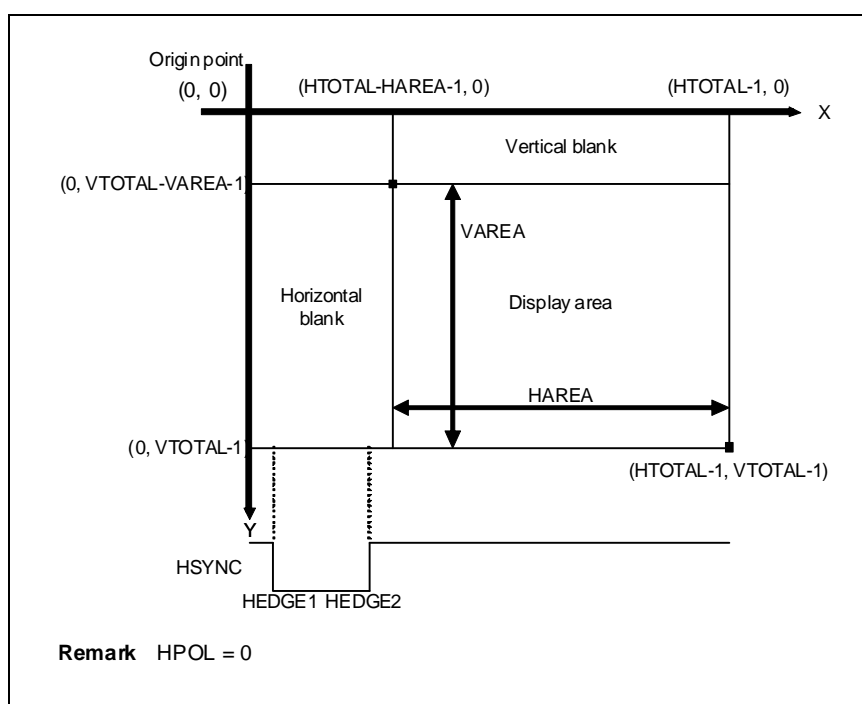 Origin point
(0, 0)
(HTOTAL-HAREA-1, 0)
(HTOTAL-1, 0)
X
Vertical blank
(0, VTOTAL-VAREA-1)
VAREA
Horizontal
blank
Display area
HAREA
(0, VTOTAL-1)
(HTOTAL-1, VTOTAL-1)
Y
HSYNC
HEDGE1 HEDGE2
Remark HPOL = 0